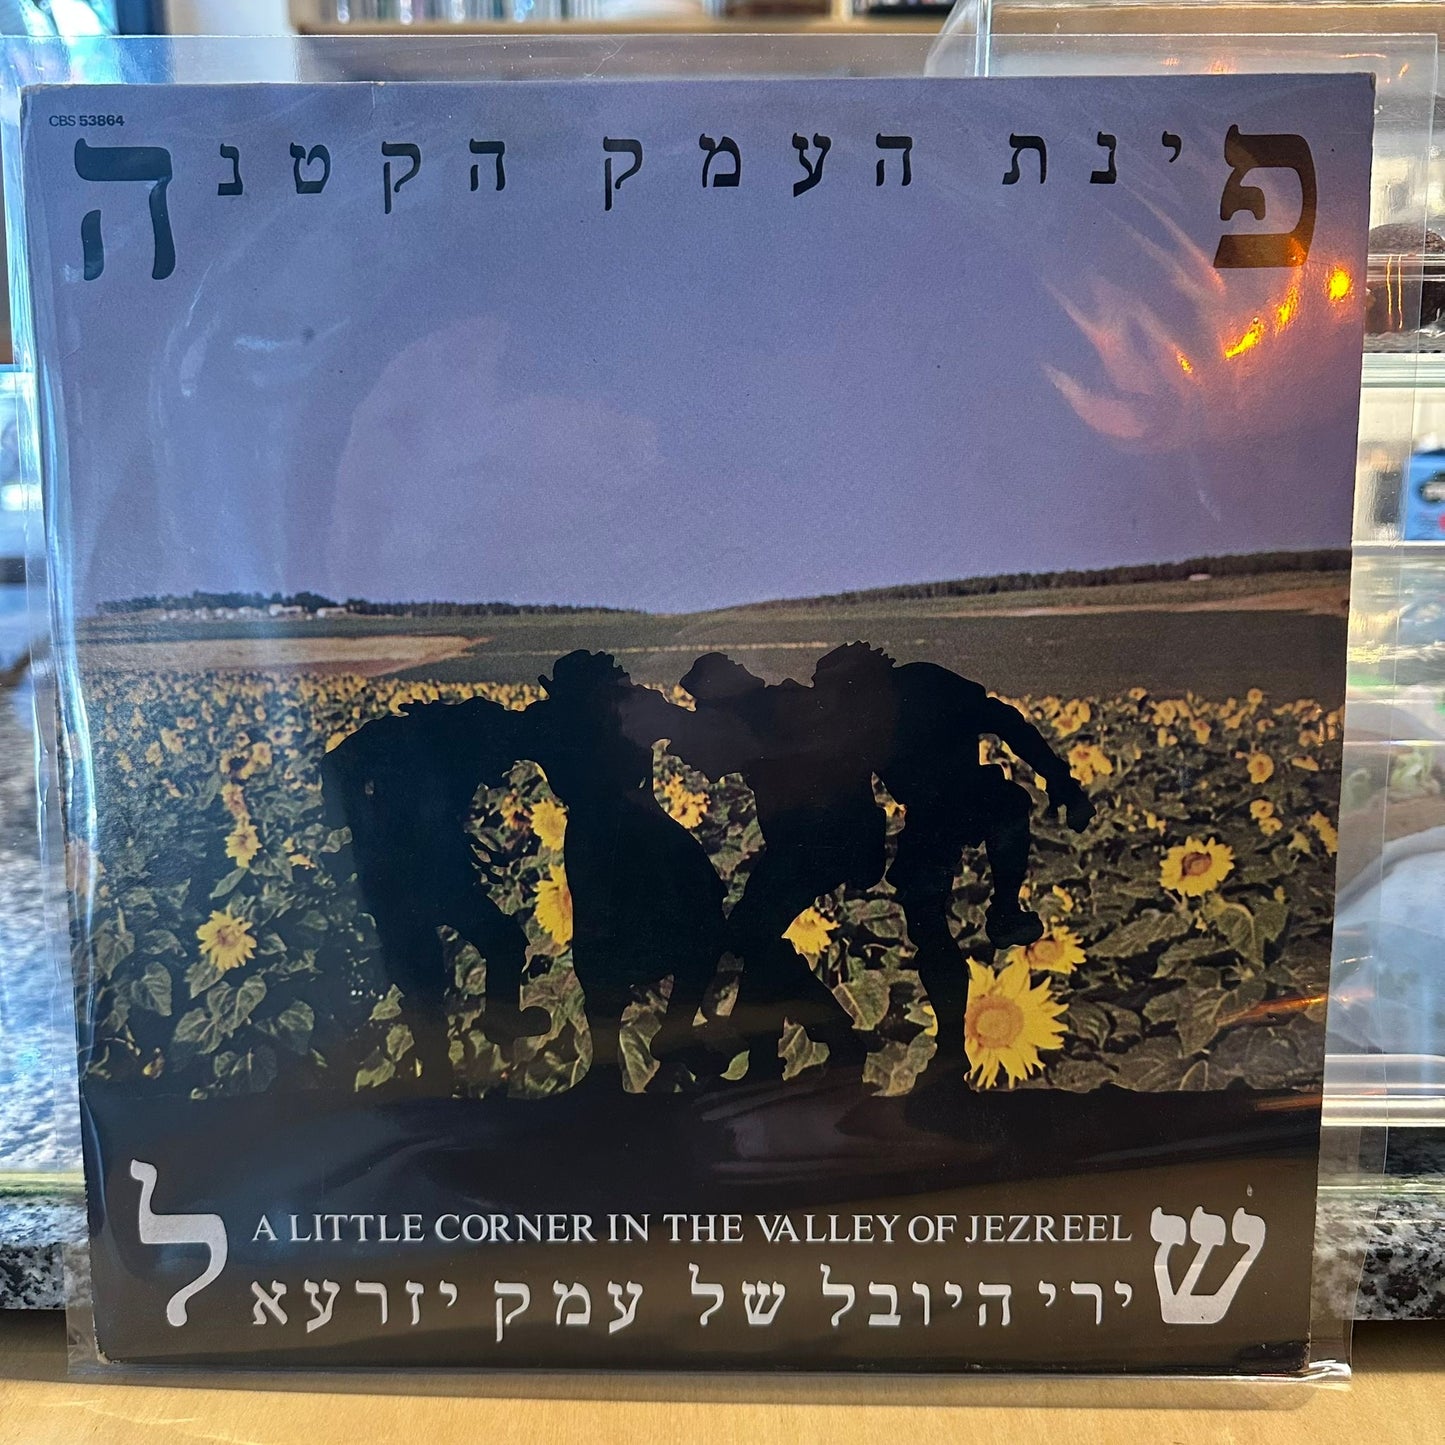 CBS 53864
פינת העמק הקטנה
A LITTLE CORNER IN THE VALLEY OF JEZREEL
שירי היובל של עמק יזרעאל